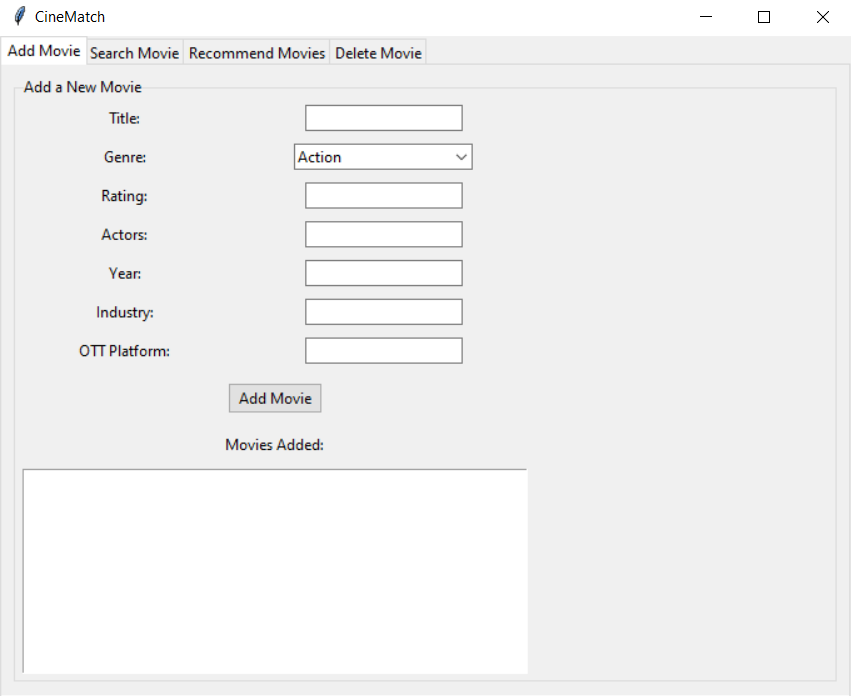 CineMatch
Add Movie Search Movie Recommend Movies Delete Movie
Add a New Movie
Title:
Genre: Action
Rating:
Actors:
Year:
Industry:
OTT Platform:
Add Movie
Movies Added: